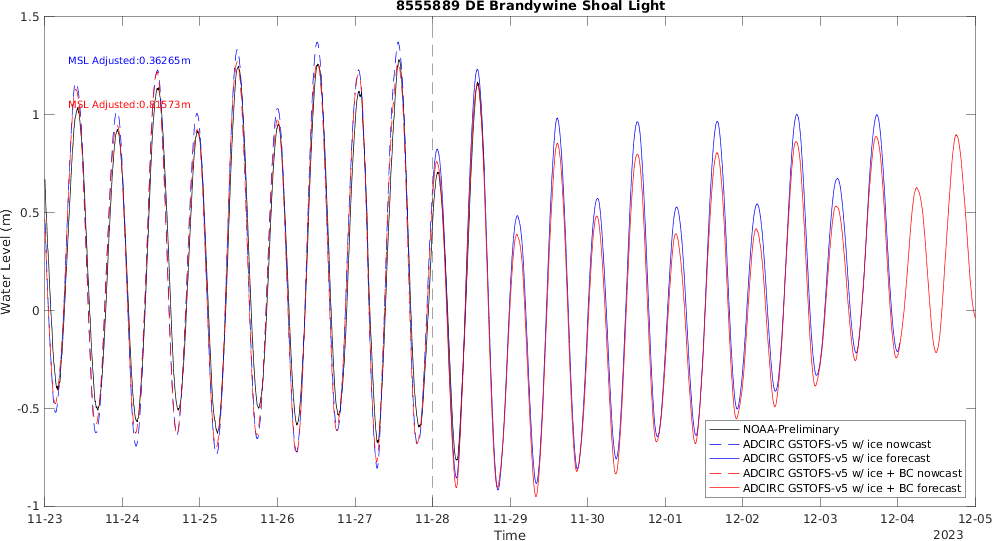 8555889 DE Brandywine Shoal Light
1.5
1
0.5
0
-0.5
-1
Water Level (m)
MSL Adjusted:0.36265m
MSL Adjusted:0.81573m
NOAA-Preliminary
ADCIRC GSTOFS-v5 w/ ice nowcast
ADCIRC GSTOFS-v5 w/ ice forecast
ADCIRC GSTOFS-v5 w/ ice + BC nowcast
ADCIRC GSTOFS-v5 w/ ice + BC forecast
11-23 11-24 11-25 11-26 11-27 11-28 11-29 11-30 12-01 12-02 12-03 12-04 12-05
Time
2023